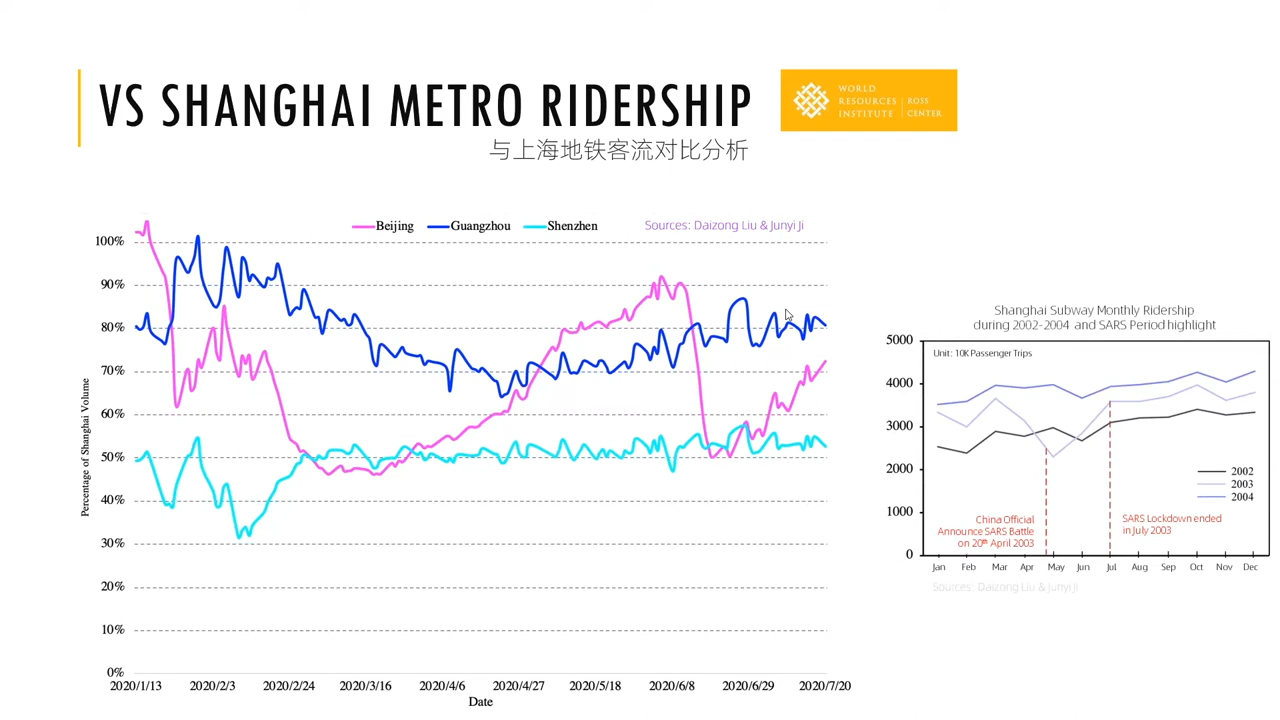 VS SHANGHAI METRO RIDERSHIP
WORLD
RESOURCES
INSTITUTE
ROSS
CENTER
与上海地铁客流对比分析
Beijing
Guangzhou
Shenzhen
Sources: Daizong Liu & Junyi Ji
100%
90%
80%
70%
60%
50%
40%
30%
20%
10%
0%
Percentage of Shanghai Volume
2020/1/13 2020/2/3 2020/2/24 2020/3/16 2020/4/6 2020/4/27 2020/5/18 2020/6/8 2020/6/29 2020/7/20
Date
Shanghai Subway Monthly Ridership
during 2002-2004 and SARS Period highlight
Unit: 10K Passenger Trips
5000
4000
3000
2000
1000
0
2002
2003
2004
China Official
Announce SARS Battle
on 20th April 2003
SARS Lockdown ended
in July 2003
Jan Feb Mar Apr May Jun Jul Aug Sep Oct Nov Dec
Sources: Daizong Liu & Junyi Ji